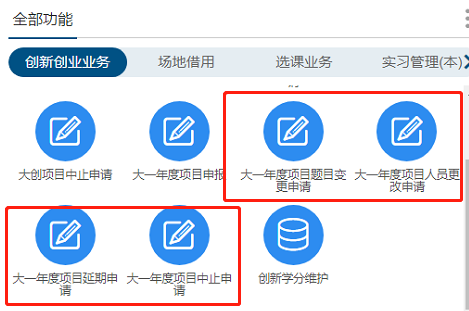 全部功能
创新创业业务 场地借用 选课业务 实习管理(本)
大创项目中止申请 大一年度项目申报 大一年度项目题目变 大一年度项目人员更
更申请 改申请
大一年度项目延期申 大一年度项目中止申 创新学分维护
请 请